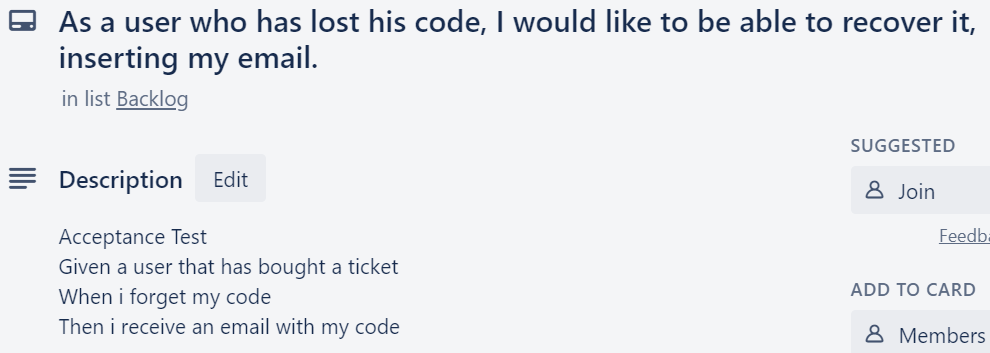 As a user who has lost his code, I would like to be able to recover it,
inserting my email.
in list Backlog
Description Edit
Acceptance Test
Given a user that has bought a ticket
When i forget my code
Then i receive an email with my code
SUGGESTED
Join
Feedba
ADD TO CARD
Members